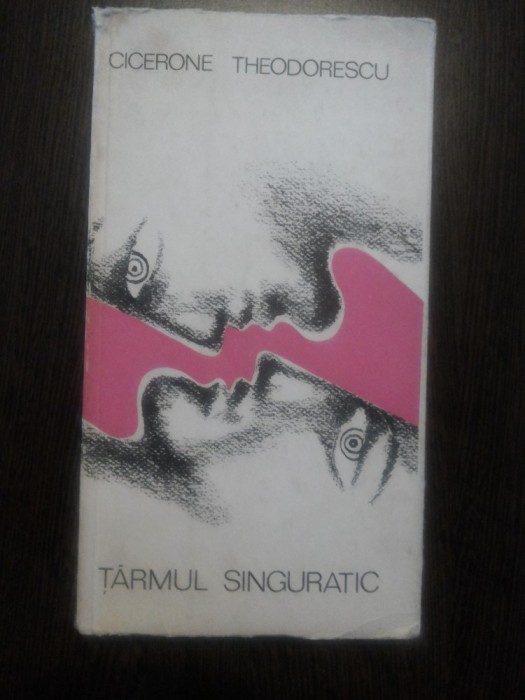 CICERONE THEODORESCU
ȚĂRMUL SINGURATIC